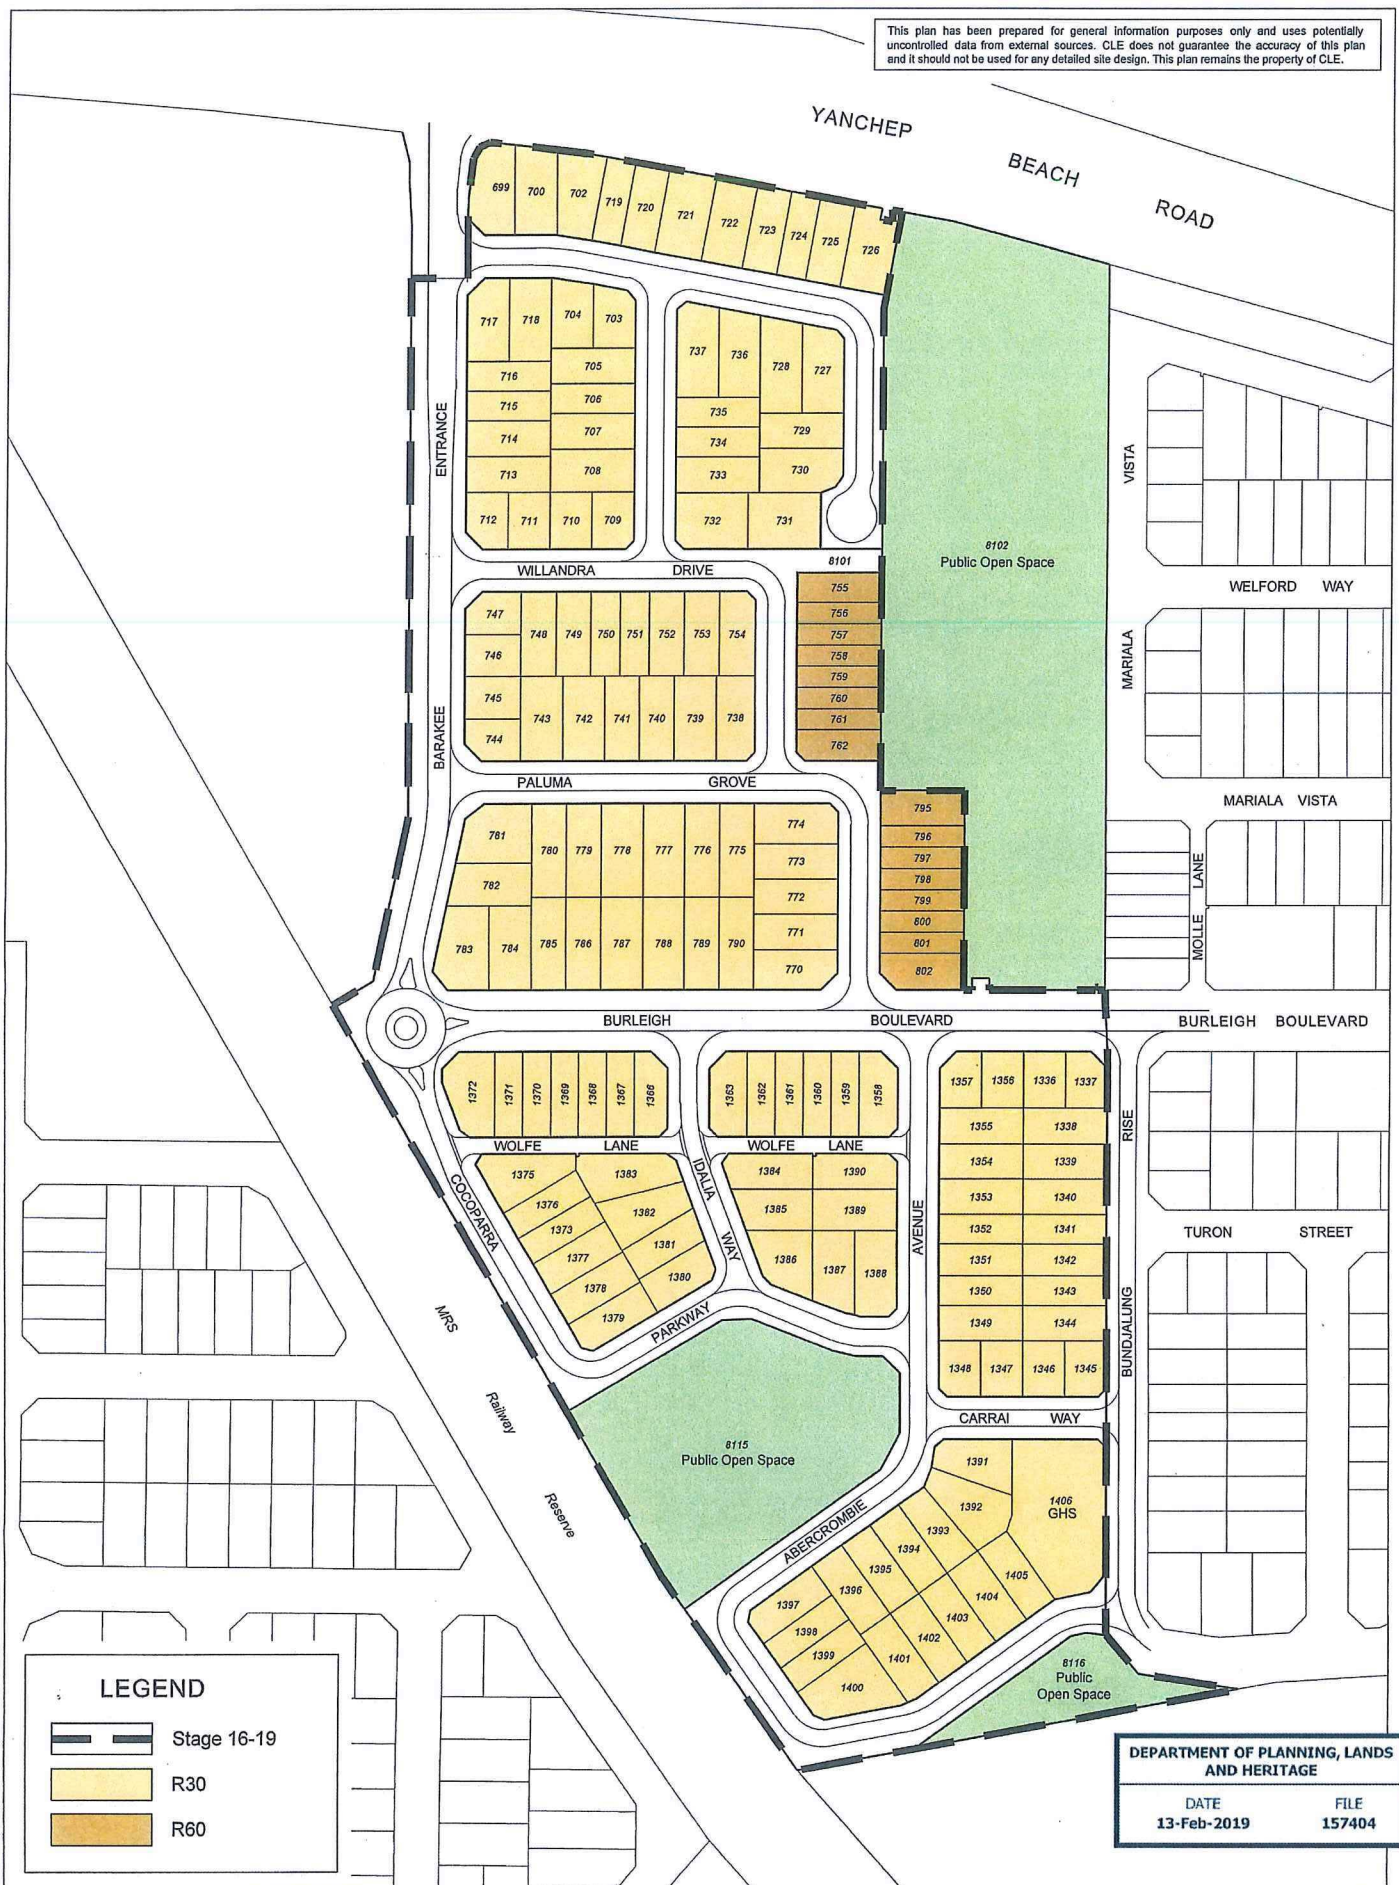 This plan has been prepared for general information purposes only and uses potentially
uncontrolled data from external sources. CLE does not guarantee the accuracy of this plan
and it should not be used for any detailed site design. This plan remains the property of CLE.
YANCHEP BEACH ROAD
699 700 702 719 720 721 722 723 724 725 726
717 718 704 703
716 705
715 706
714 707
713 708
712 711 710 709
737 736 728 727
735 729
734
733 730
732 731
ENTRANCE
8102
Public Open Space
8101
WILLANDRA DRIVE
VISTA
WELFORD WAY
747 748 749 750 751 752 753 754
746
745 743 742 741 740 739 738
744
755
756
757
758
759
760
761
762
BARAKEE
MARIALA
PALUMA GROVE
MARIALA VISTA
781 780 779 778 777 776 775 774
782 773
772
783 784 785 786 787 788 789 790 771
770
795
796
797
798
799
800
801
802
MOLLE LANE
BURLEIGH BOULEVARD
BURLEIGH BOULEVARD
1372 1371 1370 1369 1368 1367 1366
1363 1362 1361 1360 1359 1358
1357 1356 1336 1337
1355 1338
1354 1339
1353 1340
1352 1341
1351 1342
1350 1343
1349 1344
1348 1347 1346 1345
WOLFE LANE
WOLFE LANE
1375 1383
1376 1382
1373 1381
1377 1380
1378
1379
1384 1390
1385 1389
1386 1387 1388
COCOPARRA
IDALIA WAY
PARKWAY
AVENUE
RISE
BUNDJALUNG
TURON STREET
CARRAI WAY
MRS
Railway
Reserve
8115
Public Open Space
ABERCROMBIE
1391
1392
1406
GHS
1393
1394
1395
1396
1397
1398
1399
1400
1401
1402
1403
1404
1405
8116
Public
Open Space
LEGEND
Stage 16-19
R30
R60
DEPARTMENT OF PLANNING, LANDS
AND HERITAGE
DATE FILE
13-Feb-2019 157404